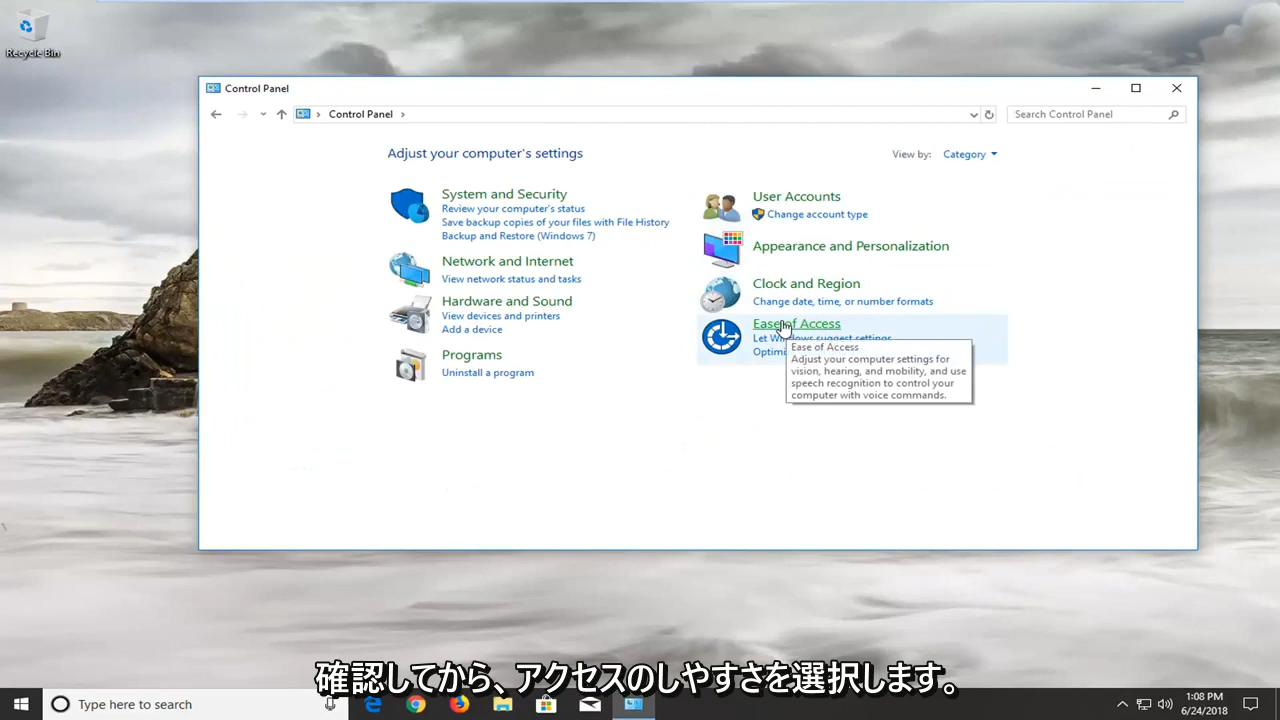 Recycle Bin
Control Panel
Control Panel
Search Control Panel
Adjust your computer's settings
View by: Category
System and Security
Review your computer's status
Save backup copies of your files with File History
Backup and Restore (Windows 7)
Network and Internet
View network status and tasks
Hardware and Sound
View devices and printers
Add a device
Programs
Uninstall a program
User Accounts
Change account type
Appearance and Personalization
Clock and Region
Change date, time, or number formats
Ease of Access
Let Windows suggest settings
Ease of Access
Adjust your computer settings for
vision, hearing, and mobility, and use
speech recognition to control your
computer with voice commands.
確認してから、アクセスのしやすさを選択します。
Type here to search
1:08 PM
6/24/2018